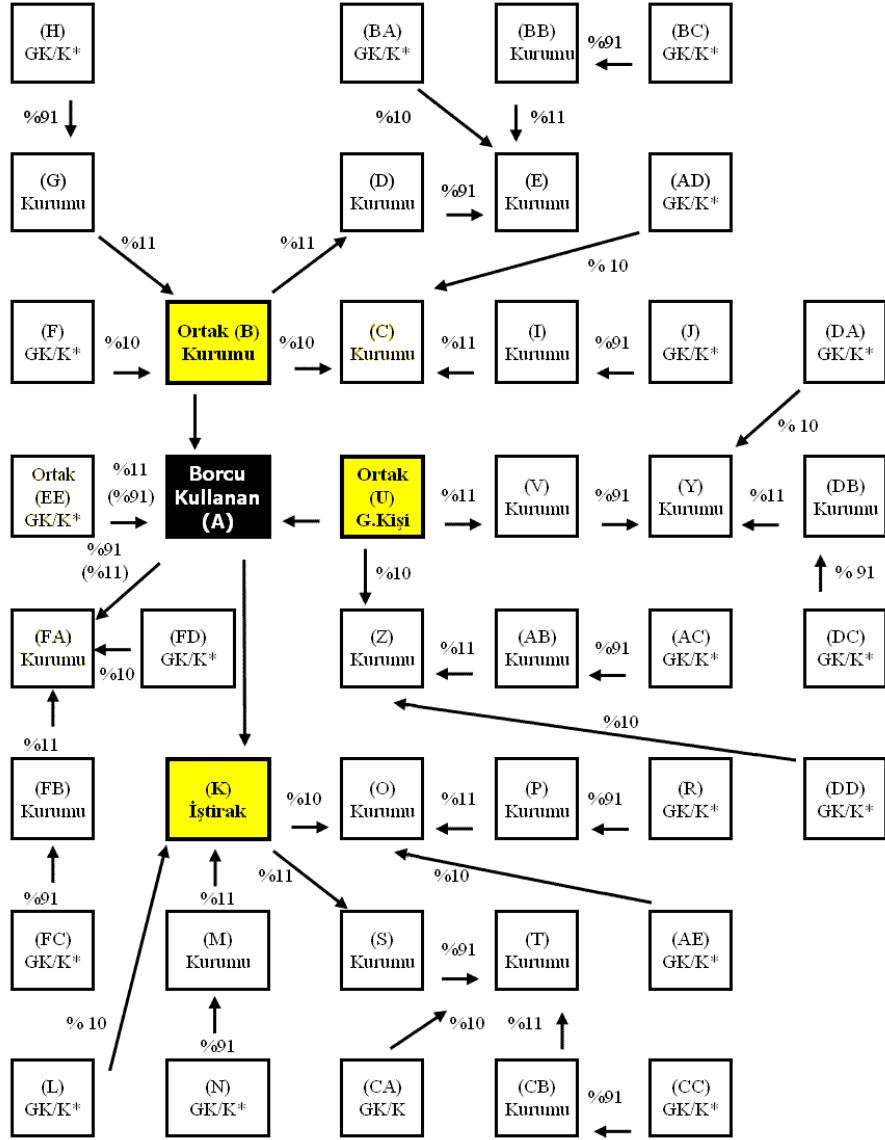 (H)
GK/K*
(BA)
GK/K*
(BB)
Kurumu
%91
(BC)
GK/K*
%91
%10
%11
(G)
Kurumu
(D)
Kurumu
%91
(E)
Kurumu
(AD)
GK/K*
%11
%11
% 10
(F)
GK/K*
%10
Ortak (B)
Kurumu
%10
(C)
Kurumu
%11
(I)
Kurumu
%91
(J)
GK/K*
(DA)
GK/K*
% 10
Ortak
(EE)
GK/K*
%11
(%91)
Borcu
Kullanan
(A)
Ortak
(U)
G.Kişi
%11
(V)
Kurumu
%91
(Y)
Kurumu
%11
(DB)
Kurumu
%91
(%11)
%10
% 91
(FA)
Kurumu
%10
(FD)
GK/K*
(Z)
Kurumu
%11
(AB)
Kurumu
%91
(AC)
GK/K*
(DC)
GK/K*
%11
%10
(FB)
Kurumu
(K)
İştirak
%10
(O)
Kurumu
%11
(P)
Kurumu
%91
(R)
GK/K*
(DD)
GK/K*
%91
%11
%11
%10
(FC)
GK/K*
(M)
Kurumu
(S)
Kurumu
%91
(T)
Kurumu
(AE)
GK/K*
% 10
%91
%10
%11
(L)
GK/K*
(N)
GK/K*
(CA)
GK/K
(CB)
Kurumu
%91
(CC)
GK/K*